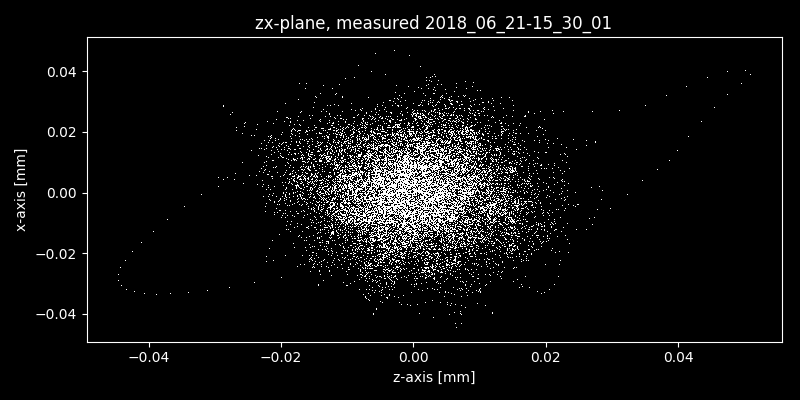 zx-plane, measured 2018_06_21-15_30_01
0.04
0.02
0.00
−0.02
−0.04
x-axis [mm]
−0.04 −0.02 0.00 0.02 0.04
z-axis [mm]